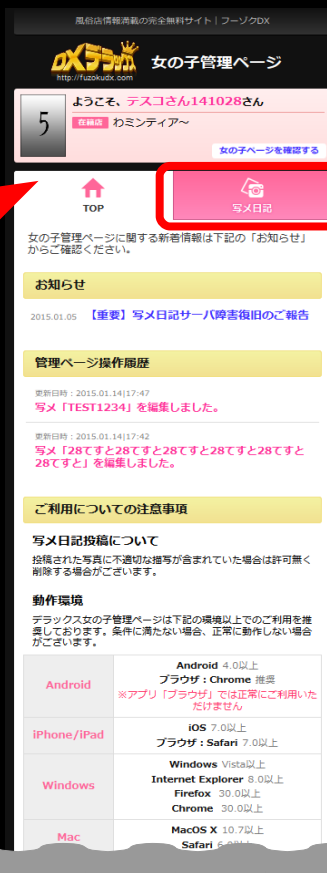 風俗店情報満載の完全無料サイト｜フーゾクDX
DXデラックス
http://fuzokudx.com
女の子管理ページ
5
ようこそ、テスコさん141028さん
在籍店 わミンティア～
女の子ページを確認する
TOP
写メ日記
女の子管理ページに関する新着情報は下記の「お知らせ」
からご確認ください。
お知らせ
2015.01.05 【重要】写メ日記サーバ障害復旧のご報告
管理ページ操作履歴
更新日時：2015.01.14|17:47
写メ「TEST1234」を編集しました。
更新日時：2015.01.14|17:42
写メ「28てすと28てすと28てすと28てすと28てすと
28てすと」を編集しました。
ご利用についての注意事項
写メ日記投稿について
投稿された写真に不適切な描写が含まれていた場合は許可無く
削除する場合がございます。
動作環境
デラックス女の子管理ページは下記の環境以上でのご利用を推
奨しております。条件に満たない場合、正常に動作しない場合
がございます。
Android
Android 4.0以上
ブラウザ：Chrome 推奨
※アプリ「ブラウザ」では正常にご利用いた
だけません
iPhone/iPad
iOS 7.0以上
ブラウザ：Safari 7.0以上
Windows
Windows Vista以上
Internet Explorer 8.0以上
Firefox 30.0以上
Chrome 30.0以上
Mac
MacOS X 10.7以上
Safari